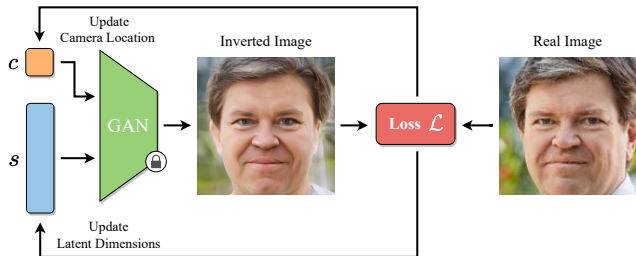 Update
Camera Location
Inverted Image
Real Image
c
GAN
Loss ℒ
s
Update
Latent Dimensions